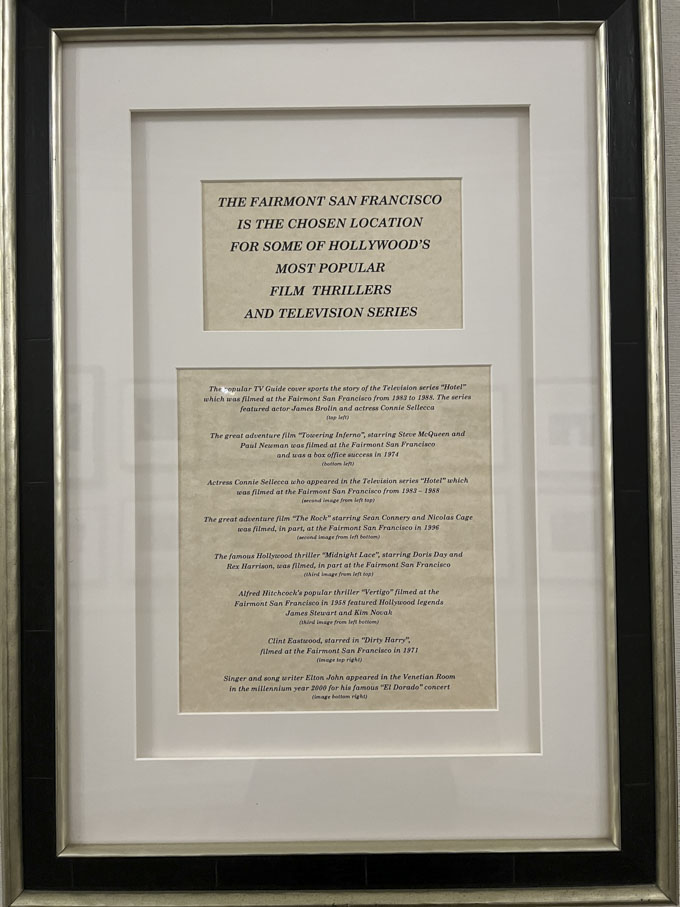 THE FAIRMONT SAN FRANCISCO
IS THE CHOSEN LOCATION
FOR SOME OF HOLLYWOOD'S
MOST POPULAR
FILM THRILLERS
AND TELEVISION SERIES
The popular TV Guide cover sports the story of the Television series "Hotel"
which was filmed at the Fairmont San Francisco from 1983 to 1988. The series
featured actor James Brolin and actress Connie Sellecca
(top left)
The great adventure film "Towering Inferno", starring Steve McQueen and
Paul Newman was filmed at the Fairmont San Francisco
and was a box office success in 1974
(bottom left)
Actress Connie Sellecca who appeared in the Television series "Hotel" which
was filmed at the Fairmont San Francisco from 1983 – 1988
(second image from left top)
The great adventure film "The Rock" starring Sean Connery and Nicolas Cage
was filmed, in part, at the Fairmont San Francisco in 1996
(second image from left bottom)
The famous Hollywood thriller "Midnight Lace", starring Doris Day and
Rex Harrison, was filmed, in part at the Fairmont San Francisco
(third image from left top)
Alfred Hitchcock's popular thriller "Vertigo" filmed at the
Fairmont San Francisco in 1958 featured Hollywood legends
James Stewart and Kim Novak
(third image from left bottom)
Clint Eastwood, starred in "Dirty Harry",
filmed at the Fairmont San Francisco in 1971
(image top right)
Singer and song writer Elton John appeared in the Venetian Room
in the millennium year 2000 for his famous "El Dorado" concert
(image bottom right)